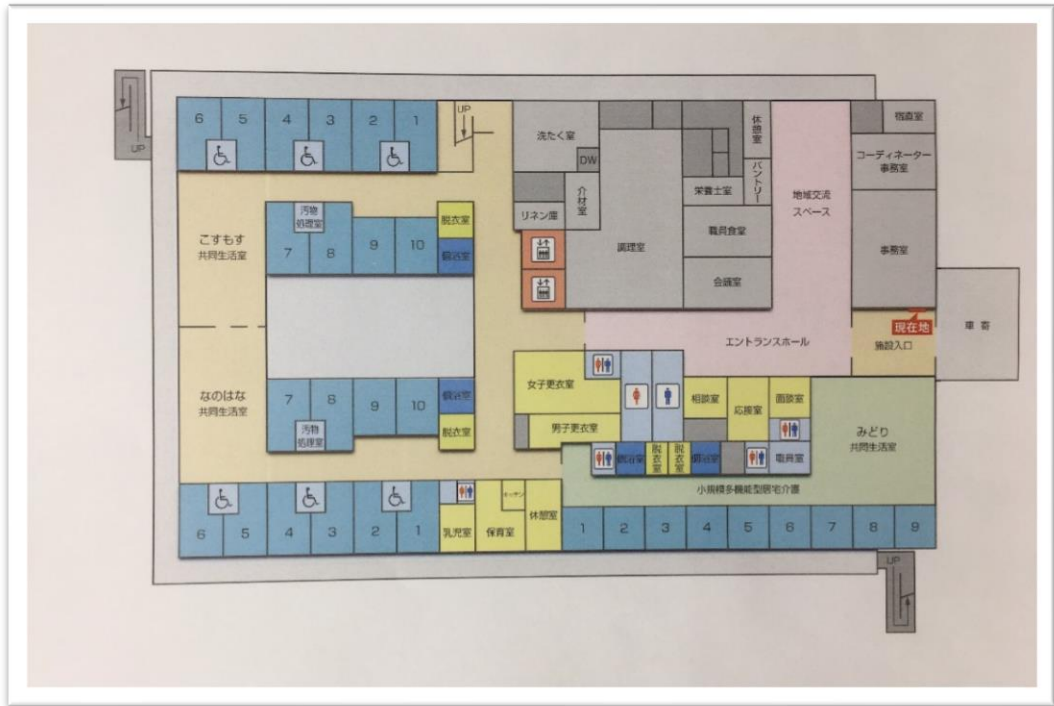 UP
6 5 4 3 2 1
UP
洗たく室
DW
介材室
リネン庫
調理室
栄養士室
休憩室
パントリー
職員食堂
会議室
地域交流
スペース
宿直室
コーディネーター
事務室
事務室
こすもす
共同生活室
汚物
処理室
7 8 9 10
脱衣室
個浴室
現在地
施設入口
車寄
エントランスホール
なのはな
共同生活室
7 8 9 10
汚物
処理室
個浴室
脱衣室
女子更衣室
男子更衣室
相談室
応接室
面談室
みどり
共同生活室
個浴室
脱衣室
脱衣室
個浴室
職員室
小規模多機能型居宅介護
6 5 4 3 2 1
乳児室
保育室
キッチン
休憩室
1 2 3 4 5 6 7 8 9
UP